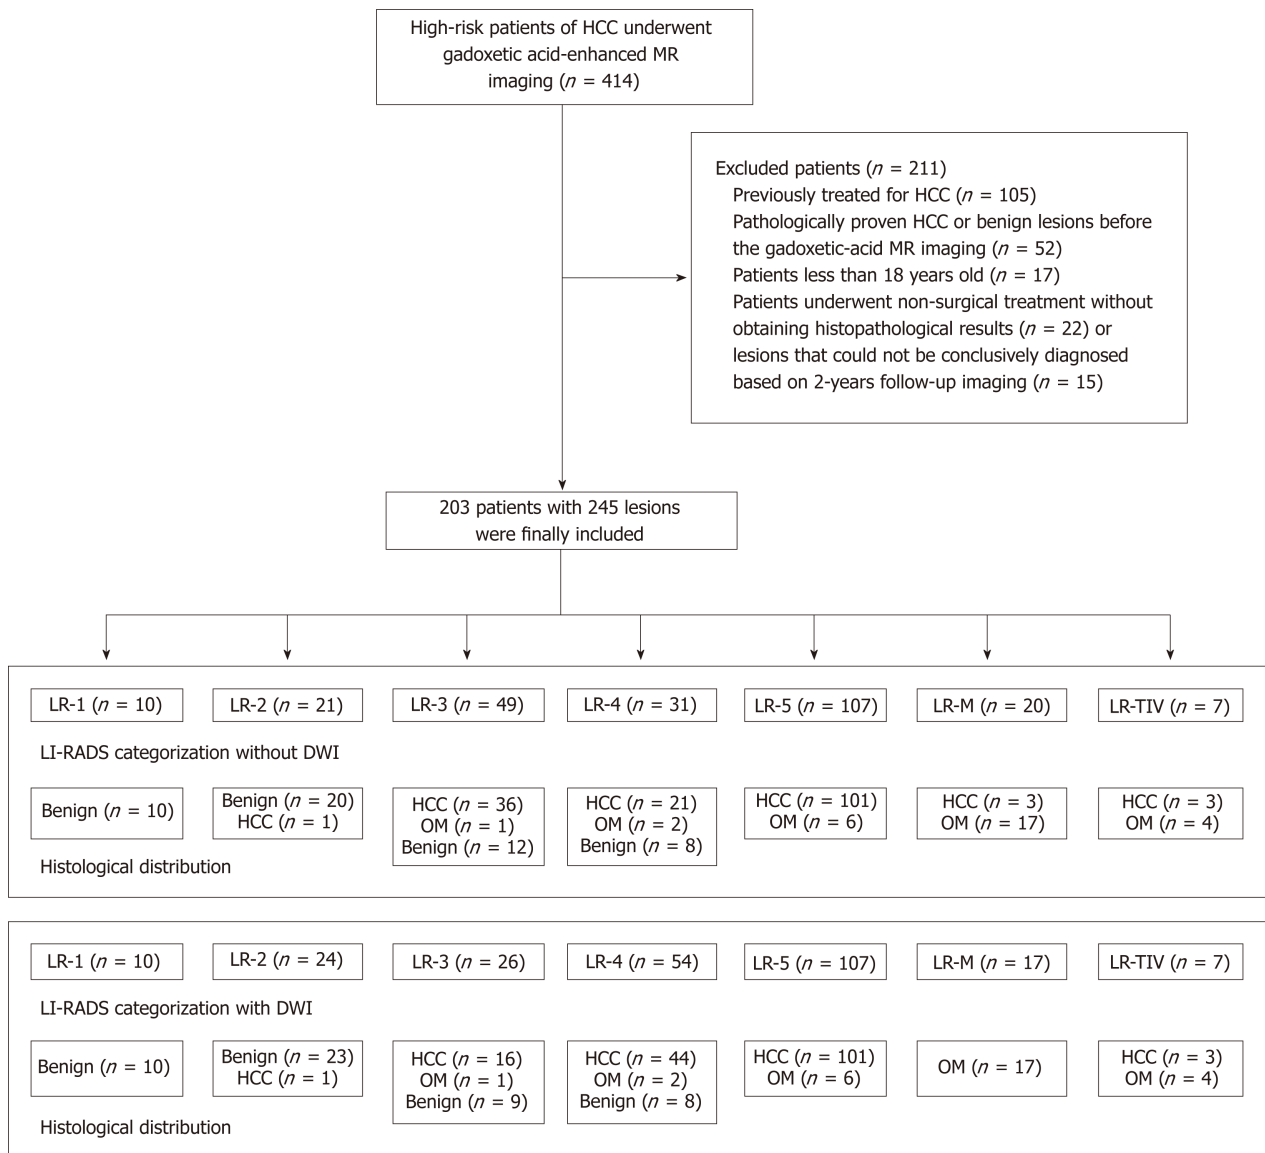 High-risk patients of HCC underwent
gadoxetic acid-enhanced MR
imaging (n = 414)
Excluded patients (n = 211)
Previously treated for HCC (n = 105)
Pathologically proven HCC or benign lesions before
the gadoxetic-acid MR imaging (n = 52)
Patients less than 18 years old (n = 17)
Patients underwent non-surgical treatment without
obtaining histopathological results (n = 22) or
lesions that could not be conclusively diagnosed
based on 2-years follow-up imaging (n = 15)
203 patients with 245 lesions
were finally included
LR-1 (n = 10)
LR-2 (n = 21)
LR-3 (n = 49)
LR-4 (n = 31)
LR-5 (n = 107)
LR-M (n = 20)
LR-TIV (n = 7)
LI-RADS categorization without DWI
Benign (n = 10)
Benign (n = 20)
HCC (n = 1)
HCC (n = 36)
OM (n = 1)
Benign (n = 12)
HCC (n = 21)
OM (n = 2)
Benign (n = 8)
HCC (n = 101)
OM (n = 6)
HCC (n = 3)
OM (n = 17)
HCC (n = 3)
OM (n = 4)
Histological distribution
LR-1 (n = 10)
LR-2 (n = 24)
LR-3 (n = 26)
LR-4 (n = 54)
LR-5 (n = 107)
LR-M (n = 17)
LR-TIV (n = 7)
LI-RADS categorization with DWI
Benign (n = 10)
Benign (n = 23)
HCC (n = 1)
HCC (n = 16)
OM (n = 1)
Benign (n = 9)
HCC (n = 44)
OM (n = 2)
Benign (n = 8)
HCC (n = 101)
OM (n = 6)
OM (n = 17)
HCC (n = 3)
OM (n = 4)
Histological distribution